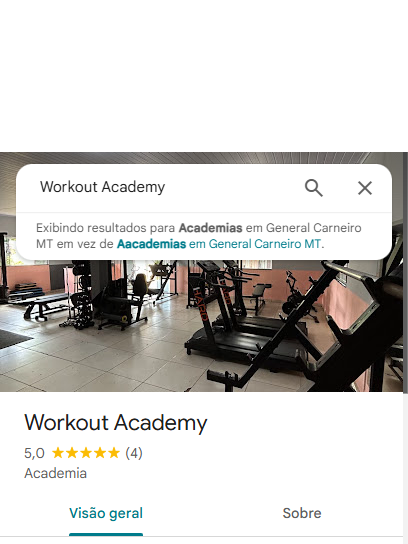 Workout Academy
Exibindo resultados para Academias em General Carneiro
MT em vez de Aacademias em General Carneiro MT.
Workout Academy
5,0 ★★★★★ (4)
Academia
Visão geral
Sobre